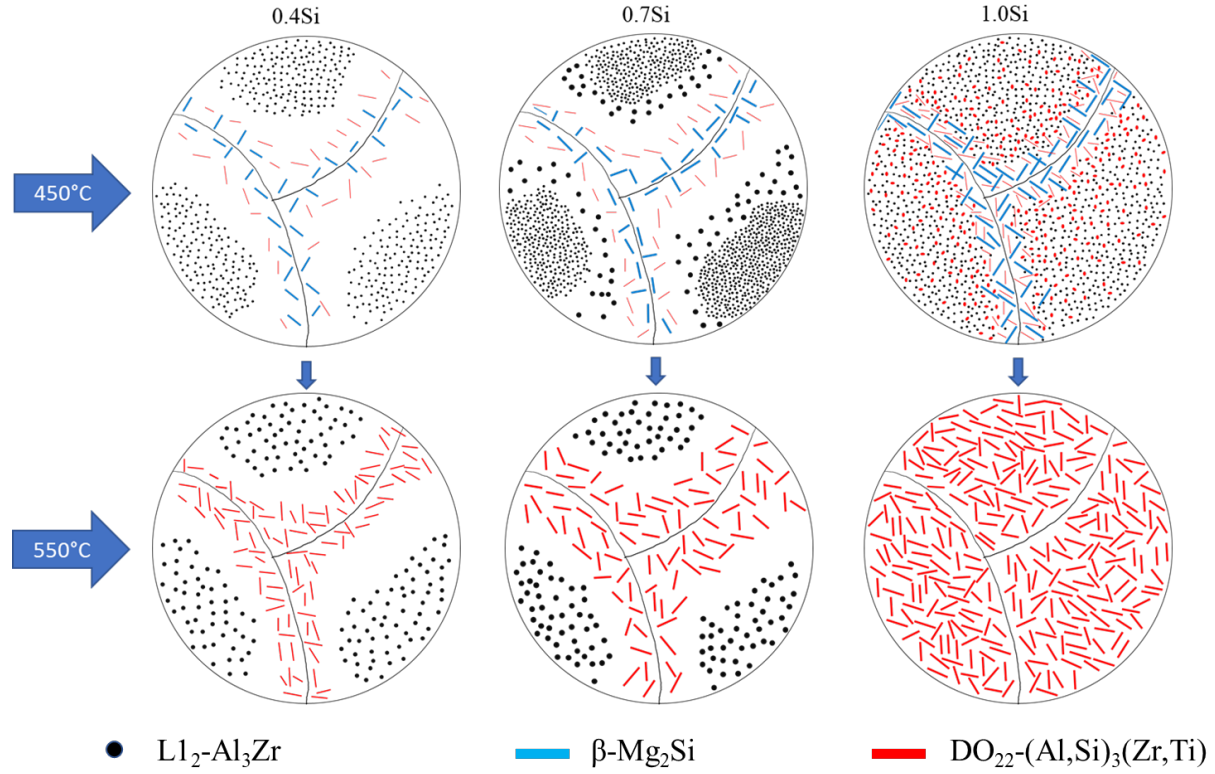 0.4Si
0.7Si
1.0Si
450°C
550°C
L1₂-Al₃Zr
β-Mg₂Si
DO₂₂-(Al,Si)₃(Zr,Ti)